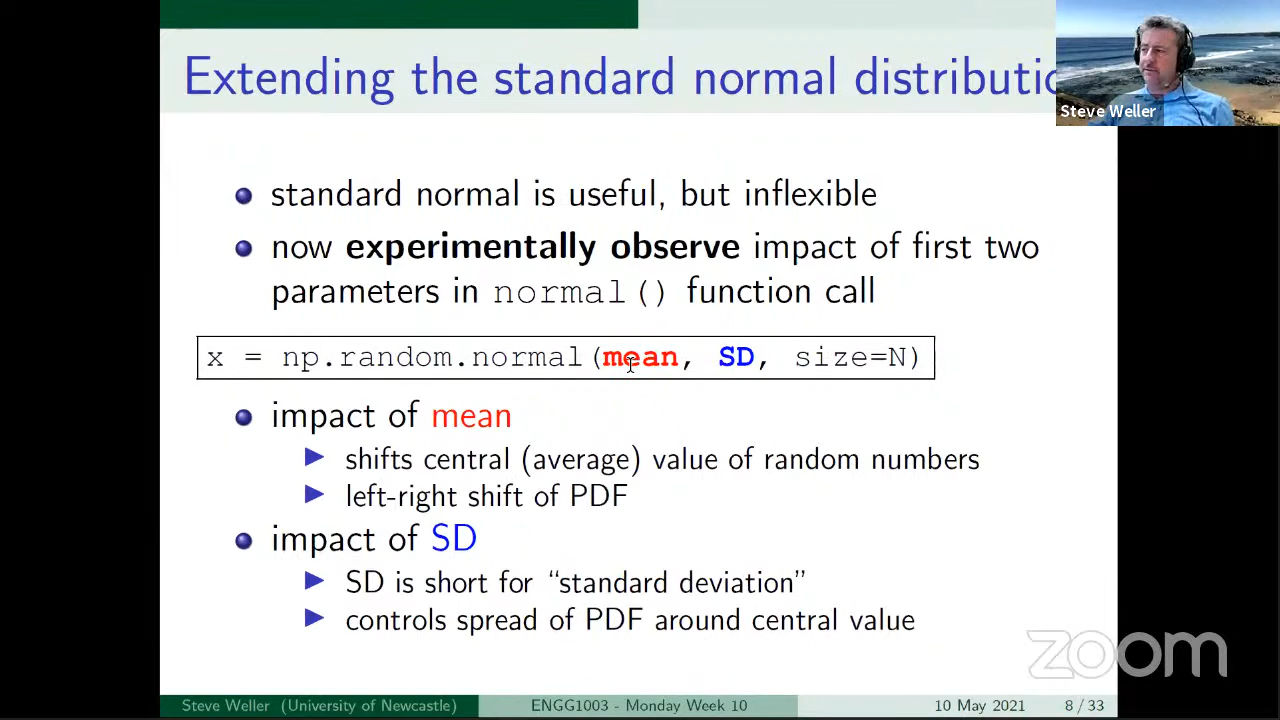 Extending the standard normal distributio
Steve Weller
standard normal is useful, but inflexible
now experimentally observe impact of first two
parameters in normal() function call
x = np.random.normal(mean, SD, size=N)
impact of mean
shifts central (average) value of random numbers
left-right shift of PDF
impact of SD
SD is short for “standard deviation”
controls spread of PDF around central value
zoom
Steve Weller (University of Newcastle)
ENGG1003 - Monday Week 10
10 May 2021
8 / 33